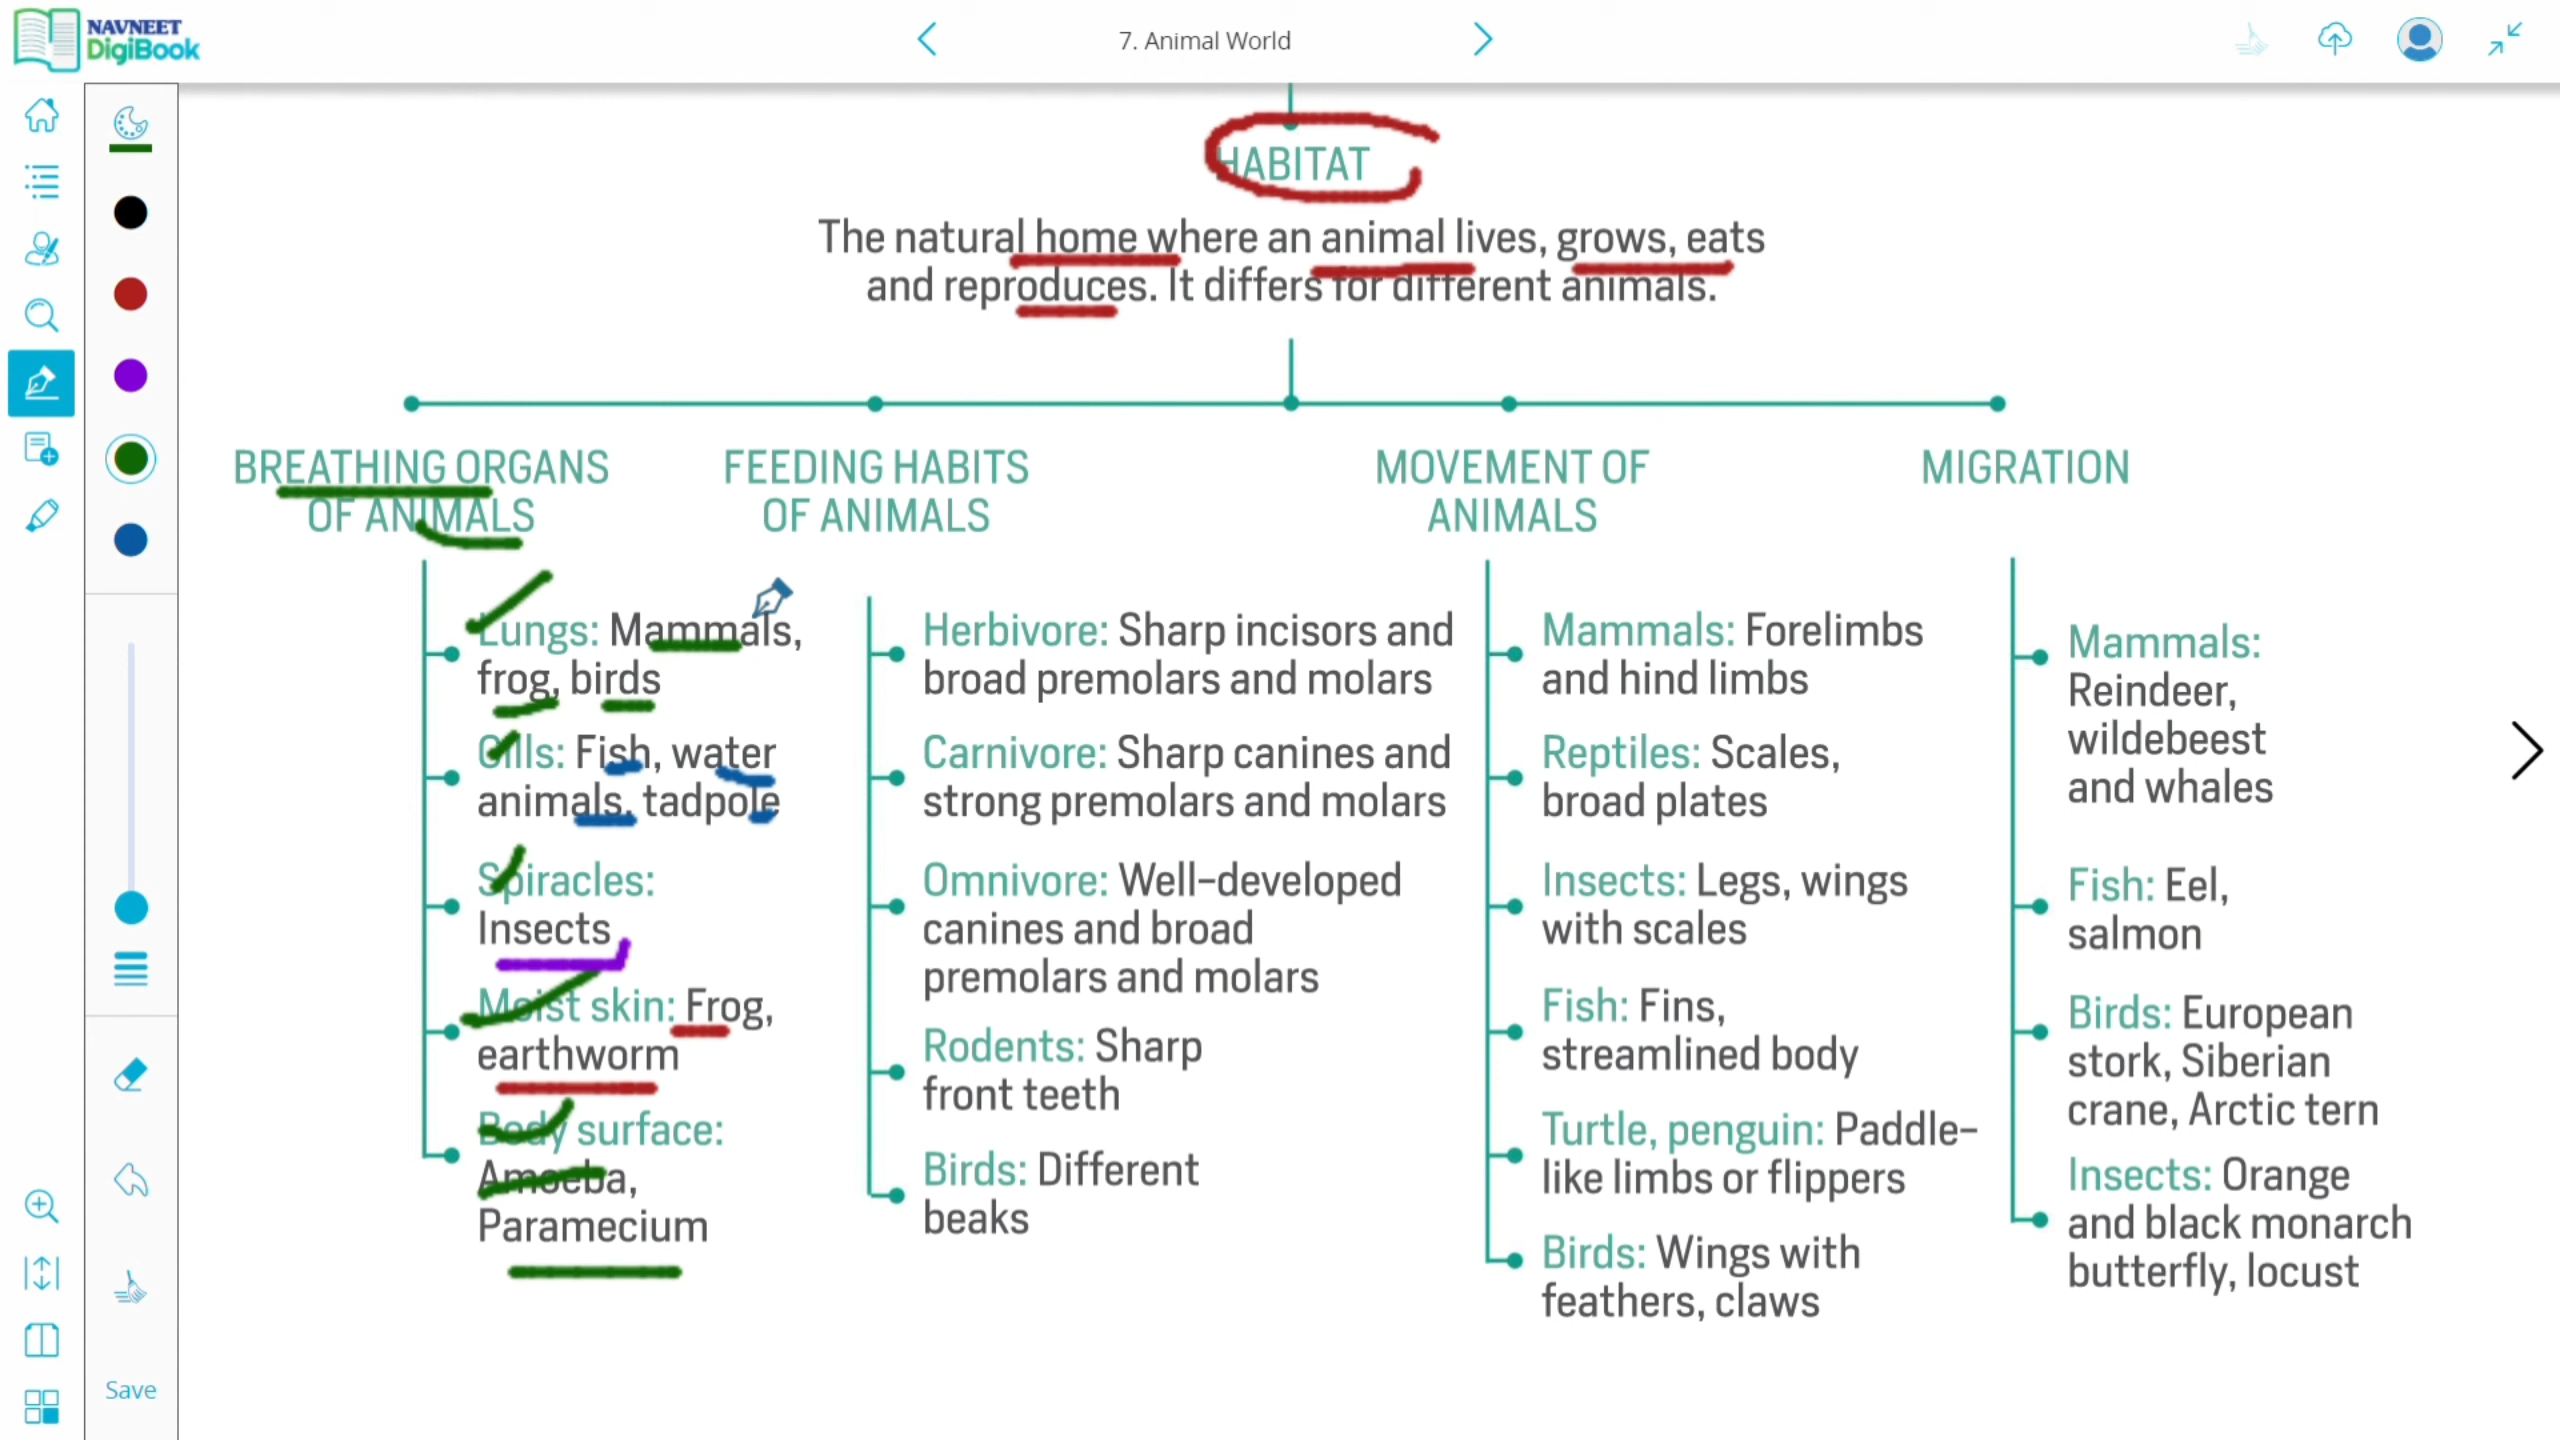 NAVNEET
DigiBook
7. Animal World
HABITAT
The natural home where an animal lives, grows, eats
and reproduces. It differs for different animals.
BREATHING ORGANS
OF ANIMALS
Lungs: Mammals,
frog, birds
Gills: Fish, water
animals, tadpole
Spiracles:
Insects
Moist skin: Frog,
earthworm
Body surface:
Amoeba,
Paramecium
FEEDING HABITS
OF ANIMALS
Herbivore: Sharp incisors and
broad premolars and molars
Carnivore: Sharp canines and
strong premolars and molars
Omnivore: Well-developed
canines and broad
premolars and molars
Rodents: Sharp
front teeth
Birds: Different
beaks
MOVEMENT OF
ANIMALS
Mammals: Forelimbs
and hind limbs
Reptiles: Scales,
broad plates
Insects: Legs, wings
with scales
Fish: Fins,
streamlined body
Turtle, penguin: Paddle-
like limbs or flippers
Birds: Wings with
feathers, claws
MIGRATION
Mammals:
Reindeer,
wildebeest
and whales
Fish: Eel,
salmon
Birds: European
stork, Siberian
crane, Arctic tern
Insects: Orange
and black monarch
butterfly, locust
Save